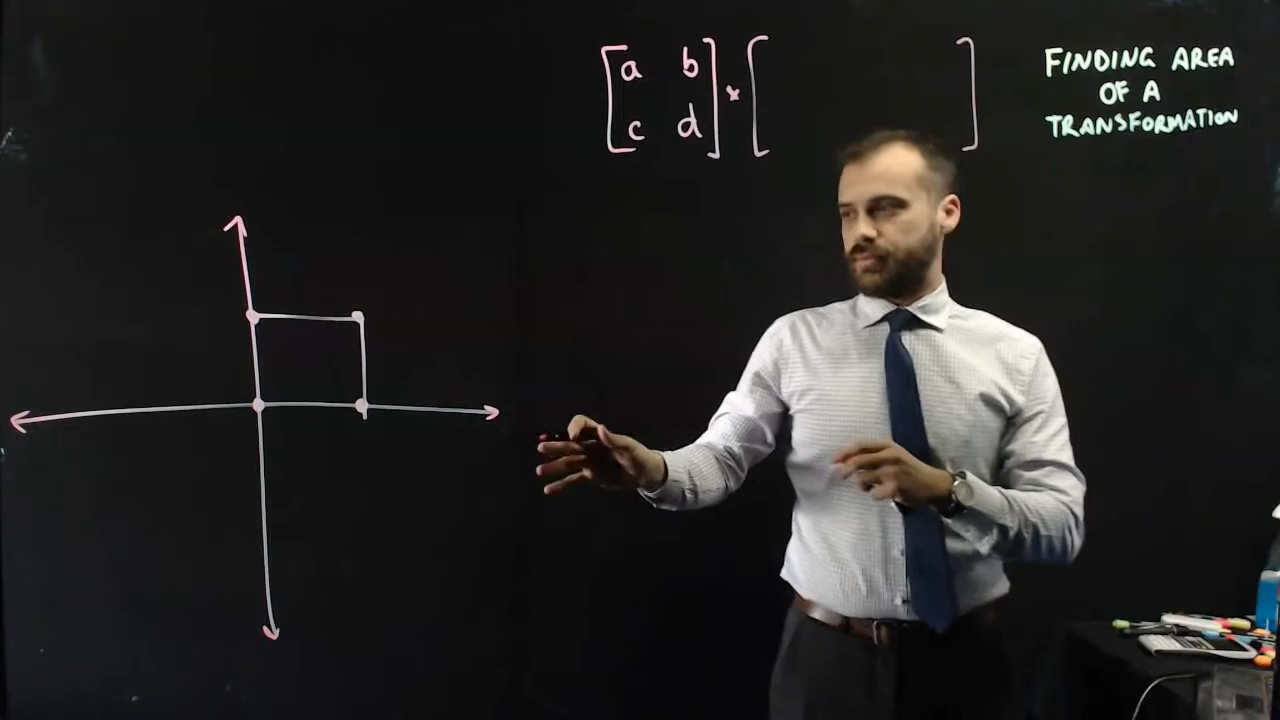 [a b
c d] × [ ]
FINDING AREA
OF A
TRANSFORMATION